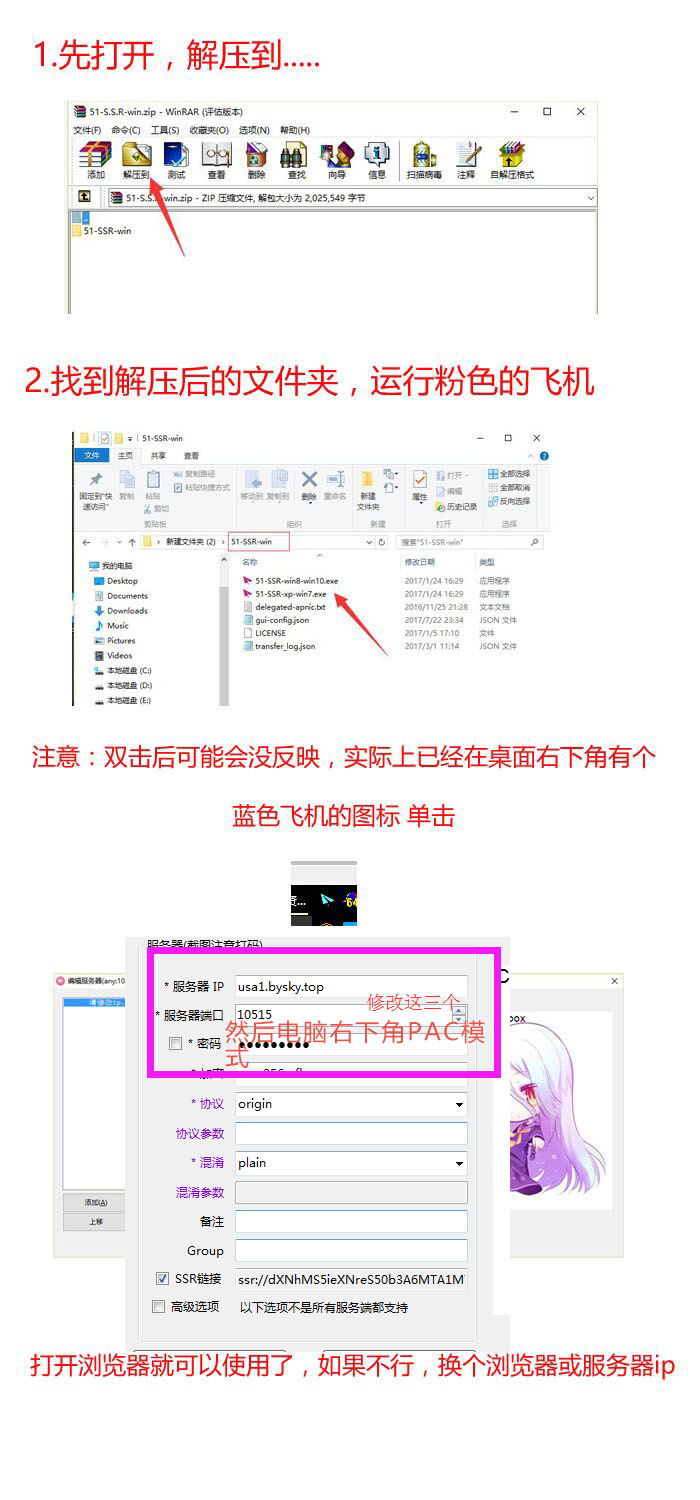 1.先打开，解压到.....
51-S.S.R-win.zip - WinRAR (评估版本)
文件(F) 命令(C) 工具(S) 收藏夹(O) 选项(N) 帮助(H)
添加 解压到 测试 查看 删除 查找 向导 信息 扫描病毒 注释 自解压格式
-win.zip - ZIP 压缩文件, 解包大小为 2,025,549 字节
51-SSR-win
2.找到解压后的文件夹，运行粉色的飞机
51-SSR-win
文件 主页 共享 查看
固定到"快速访问" 复制 粘贴 复制路径 粘贴快捷方式 剪切 移动到 复制到 删除 重命名 新建文件夹 属性 打开 编辑 历史记录 全部选择 全部取消 反向选择
剪贴板 组织 新建 打开 选择
新建文件夹 (2) 51-SSR-win 搜索"51-SSR-win"
名称 修改日期 类型
我的电脑
Desktop
Documents
Downloads
Music
Pictures
Videos
本地磁盘 (C:)
本地磁盘 (D:)
本地磁盘 (E:)
51-SSR-win8-win10.exe 2017/1/24 16:29 应用程序
51-SSR-xp-win7.exe 2017/1/24 16:29 应用程序
delegated-apnic.txt 2016/11/25 21:28 文本文档
gui-config.json 2017/7/22 23:34 JSON 文件
LICENSE 2017/1/5 17:10 文件
transfer_log.json 2017/3/1 11:14 JSON 文件
注意：双击后可能会没反映，实际上已经在桌面右下角有个
蓝色飞机的图标 单击
64
服务器(截图注意打码)
编辑服务器(any:10
请修改ip.
* 服务器 IP usa1.bysky.top
修改这三个
* 服务器端口 10515
然后电脑右下角PAC模式
* 密码 ●●●●●●●●●
box
* 协议 origin
协议参数
* 混淆 plain
混淆参数
备注
Group
SSR链接 ssr://dXNhMS5ieXNreS50b3A6MTA1M
高级选项 以下选项不是所有服务端都支持
添加(A)
上移
打开浏览器就可以使用了，如果不行，换个浏览器或服务器ip